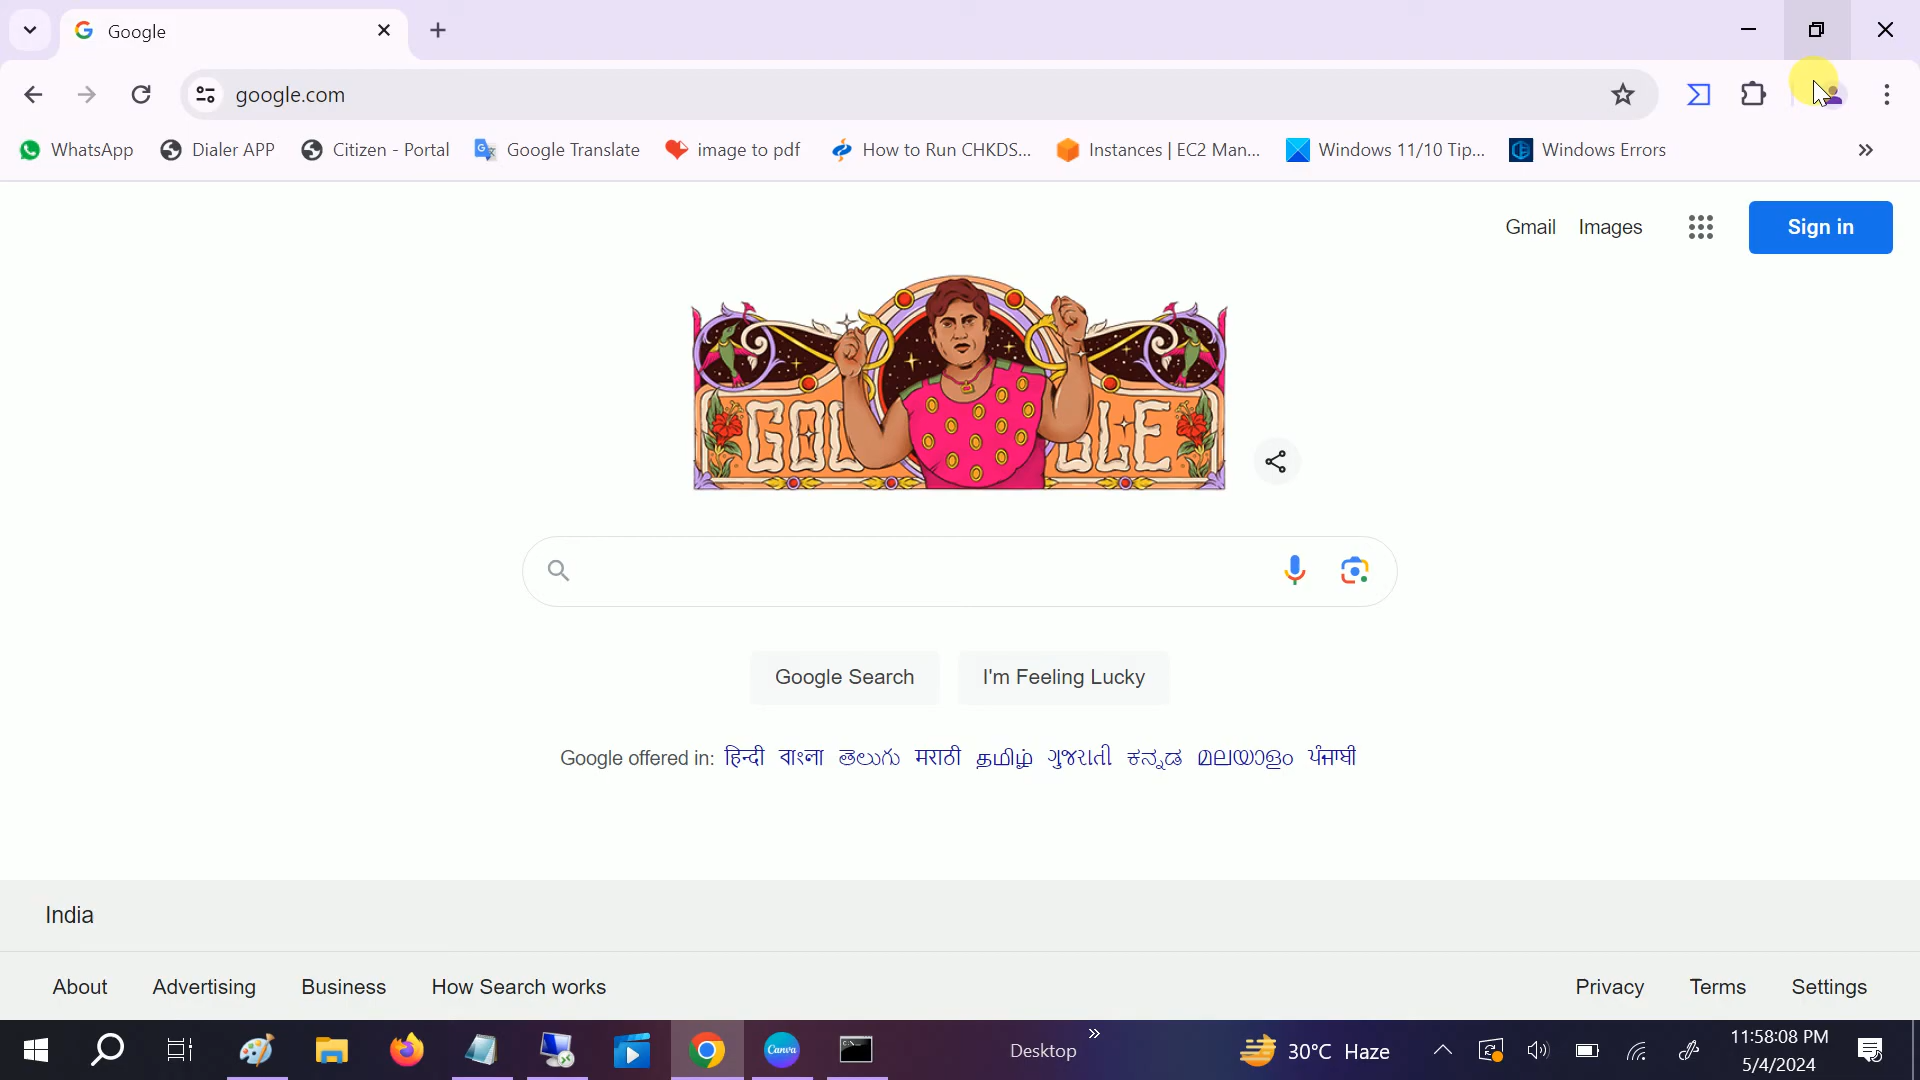 Google
google.com
WhatsApp Dialer APP Citizen - Portal Google Translate image to pdf How to Run CHKDS... Instances | EC2 Man... Windows 11/10 Tip... Windows Errors
Gmail Images Sign in
GOOGLE
Google Search I'm Feeling Lucky
Google offered in: हिन्दी বাংলা తెలుగు मराठी தமிழ் ગુજરાતી ಕನ್ನಡ മലയാളം ਪੰਜਾਬੀ
India
About Advertising Business How Search works Privacy Terms Settings
Canva Desktop 30°C Haze 11:58:08 PM
5/4/2024